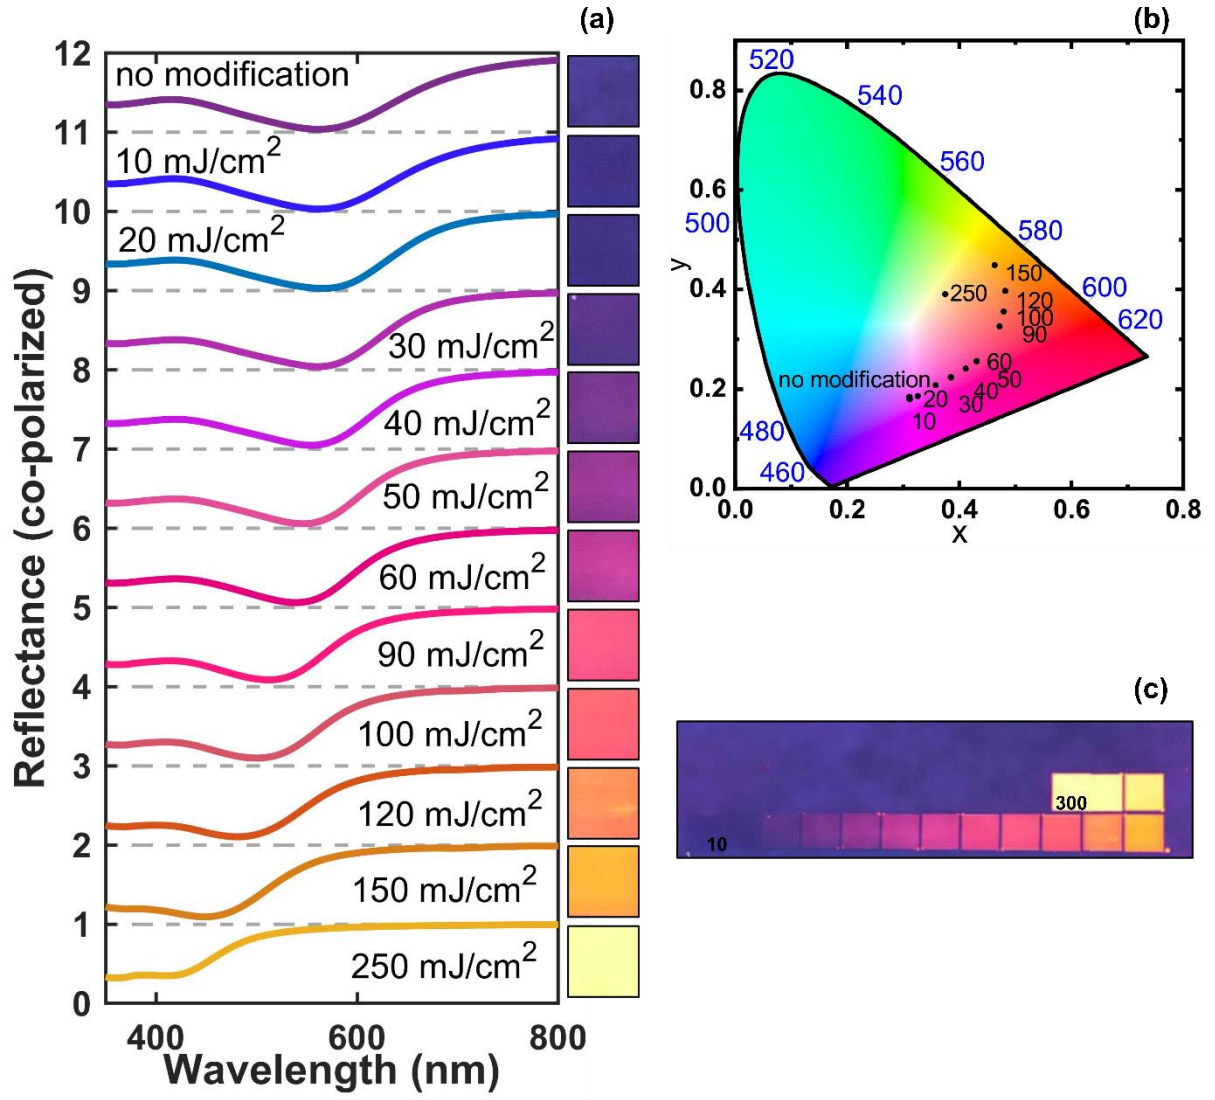 (a)
12
11
10
9
8
7
6
5
4
3
2
1
0
Reflectance (co-polarized)
no modification
10 mJ/cm²
20 mJ/cm²
30 mJ/cm²
40 mJ/cm²
50 mJ/cm²
60 mJ/cm²
90 mJ/cm²
100 mJ/cm²
120 mJ/cm²
150 mJ/cm²
250 mJ/cm²
400 600 800
Wavelength (nm)
(b)
0.8
0.6
0.4
0.2
0.0
y
520
540
560
500
580
600
620
480
460
150
250
120
100
90
60
no modification
50
40
20
30
10
0.0 0.2 0.4 0.6 0.8
x
(c)
300
10